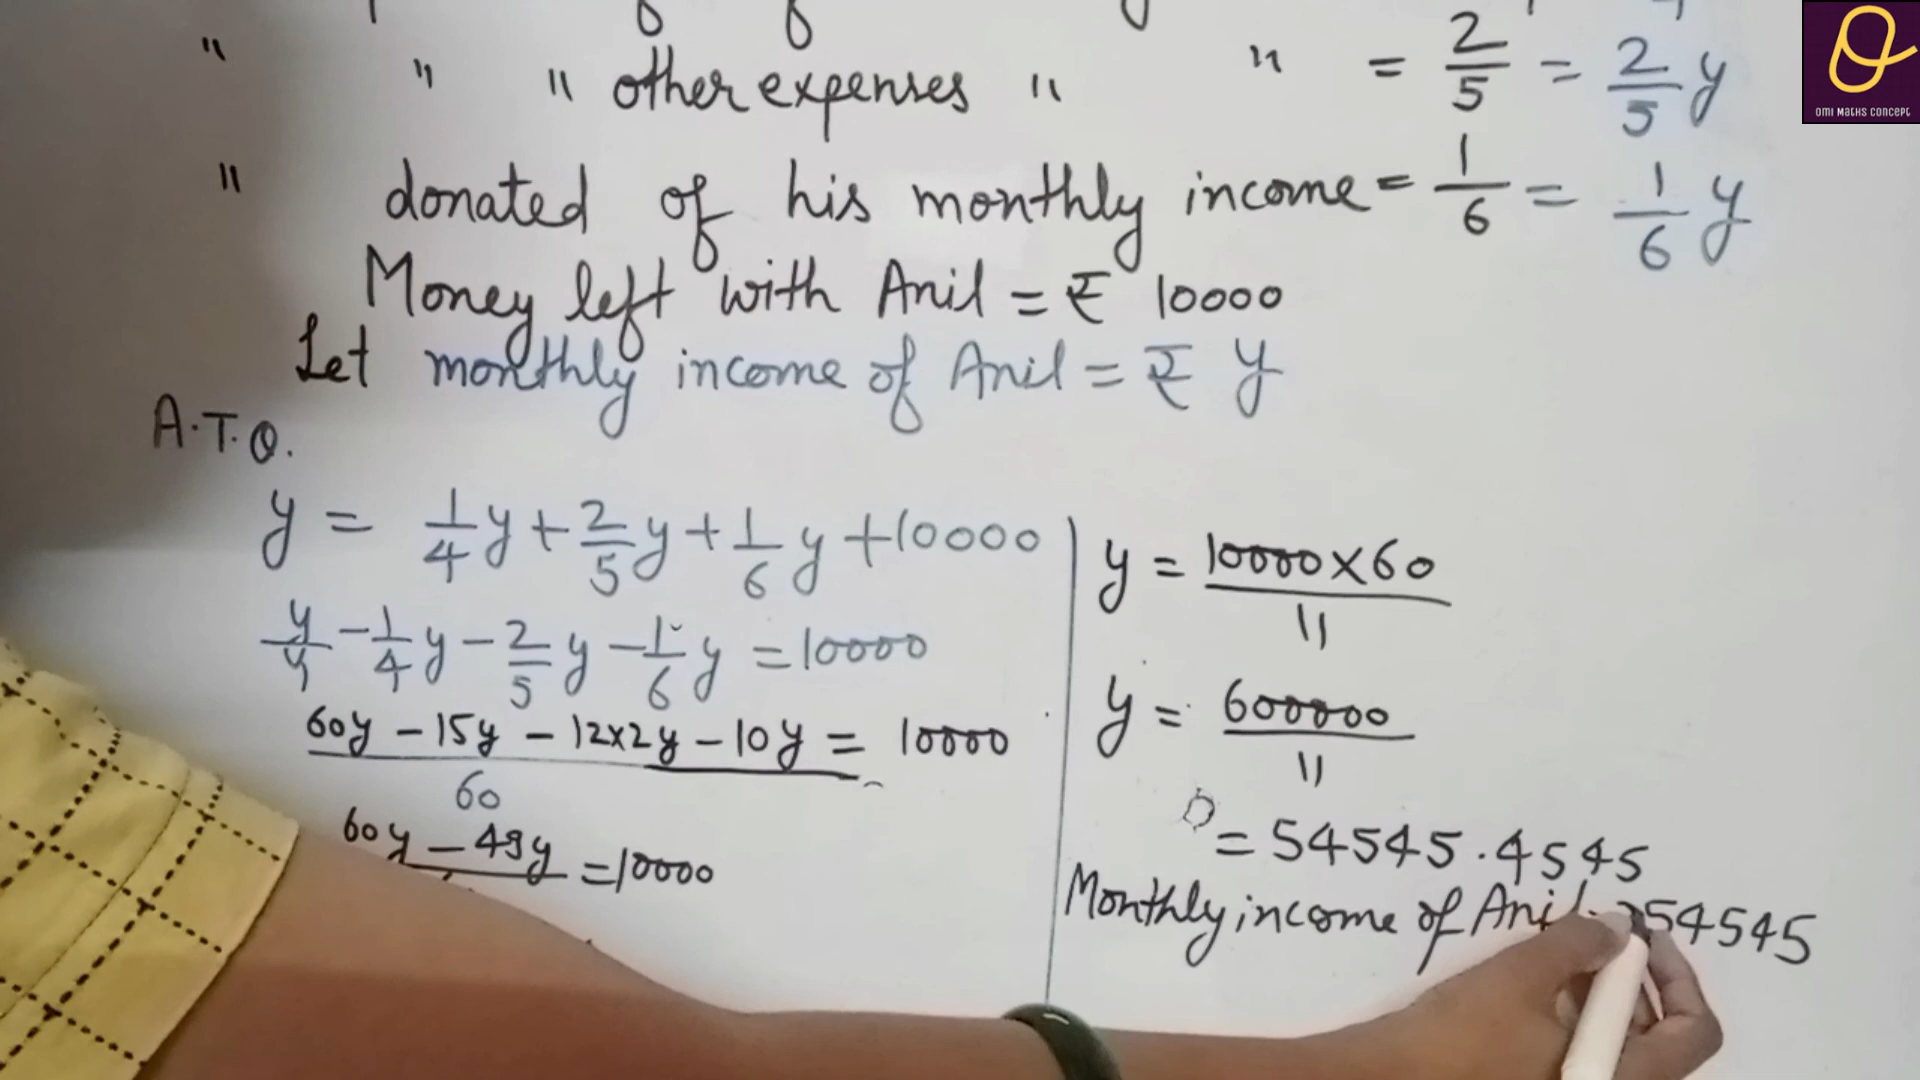 " " " other expenses " " = 2/5 = 2/5 y
" donated of his monthly income = 1/6 = 1/6 y
Money left with Anil = ₹ 10000
Let monthly income of Anil = ₹ y
A.T.Q.
y = 1/4 y + 2/5 y + 1/6 y + 10000
y/y - 1/4 y - 2/5 y - 1/6 y = 10000
60y - 15y - 12x2y - 10y = 10000
60
60y - 49y = 10000
y = 10000 x 60 / 11
y = 600000 / 11
= 54545.4545
Monthly income of Anil 54545
OMI MATHS CONCEPT